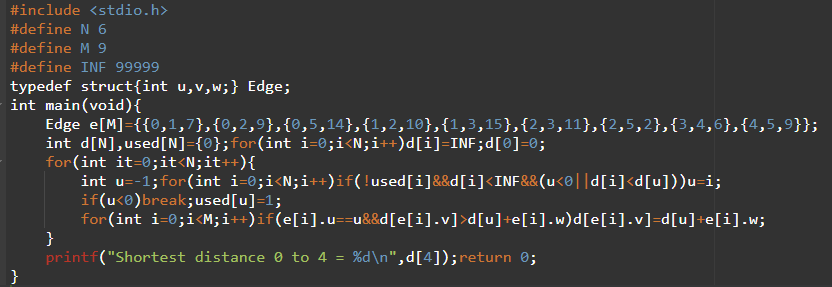 #include <stdio.h>
#define N 6
#define M 9
#define INF 99999
typedef struct{int u,v,w;} Edge;
int main(void){
    Edge e[M]={{0,1,7},{0,2,9},{0,5,14},{1,2,10},{1,3,15},{2,3,11},{2,5,2},{3,4,6},{4,5,9}};
    int d[N],used[N]={0};for(int i=0;i<N;i++)d[i]=INF;d[0]=0;
    for(int it=0;it<N;it++){
        int u=-1;for(int i=0;i<N;i++)if(!used[i]&&d[i]<INF&&(u<0||d[i]<d[u]))u=i;
        if(u<0)break;used[u]=1;
        for(int i=0;i<M;i++)if(e[i].u==u&&d[e[i].v]>d[u]+e[i].w)d[e[i].v]=d[u]+e[i].w;
    }
    printf("Shortest distance 0 to 4 = %d\n",d[4]);return 0;
}